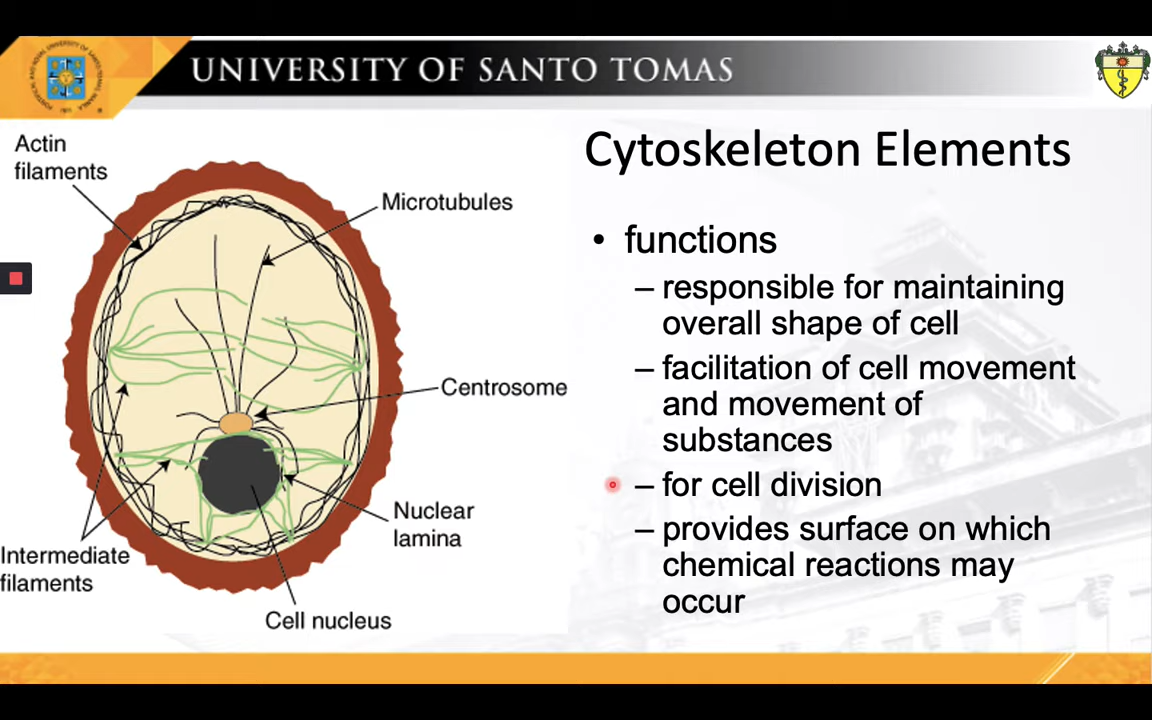 UNIVERSITY OF SANTO TOMAS
Actin
filaments
Microtubules
Centrosome
Nuclear
lamina
Intermediate
filaments
Cell nucleus
Cytoskeleton Elements
• functions
– responsible for maintaining
overall shape of cell
– facilitation of cell movement
and movement of
substances
– for cell division
– provides surface on which
chemical reactions may
occur